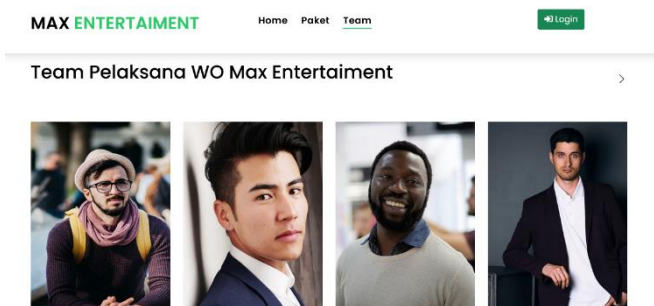 MAX ENTERTAIMENT
Home Paket Team
Login
Team Pelaksana WO Max Entertaiment